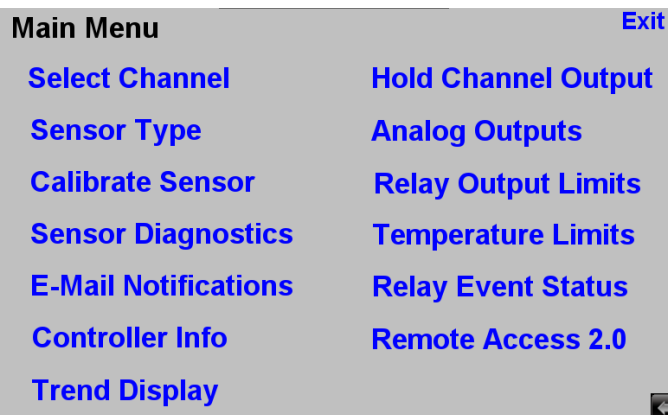 Main Menu
Exit
Select Channel
Sensor Type
Calibrate Sensor
Sensor Diagnostics
E-Mail Notifications
Controller Info
Trend Display
Hold Channel Output
Analog Outputs
Relay Output Limits
Temperature Limits
Relay Event Status
Remote Access 2.0